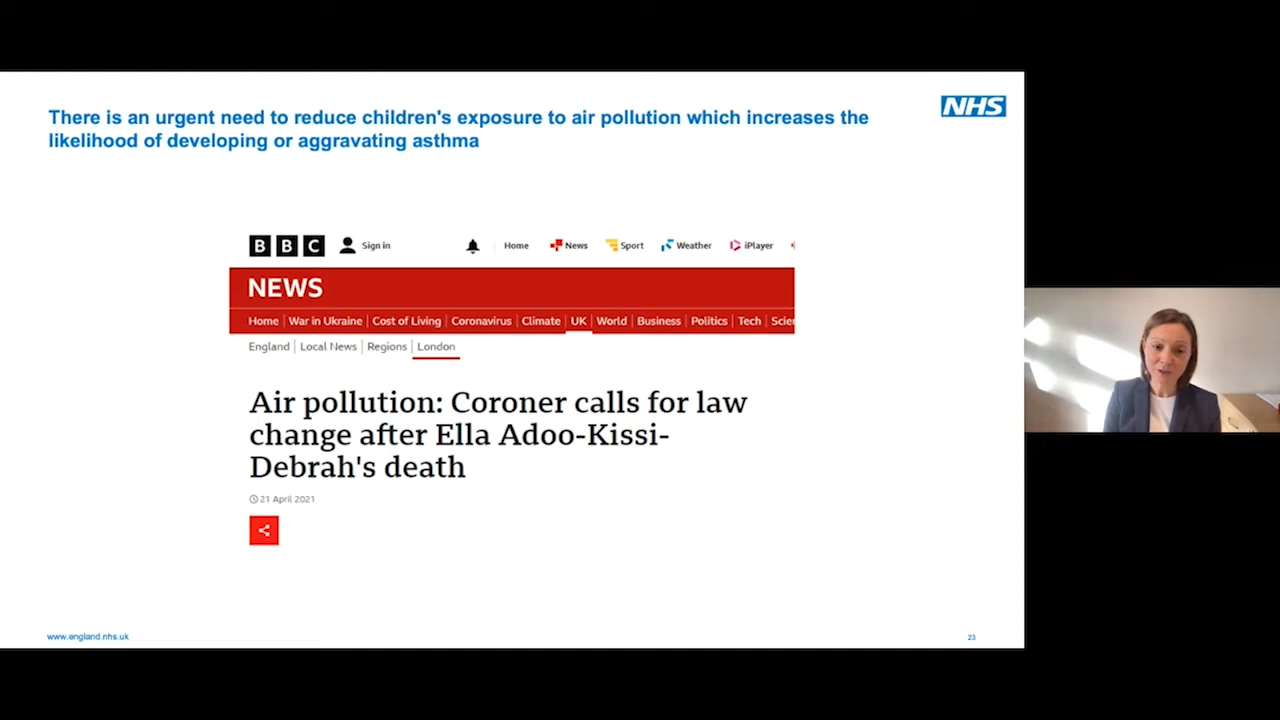 There is an urgent need to reduce children's exposure to air pollution which increases the
likelihood of developing or aggravating asthma
NHS
BBC Sign in Home News Sport Weather iPlayer
NEWS
Home War in Ukraine Cost of Living Coronavirus Climate UK World Business Politics Tech Scien
England Local News Regions London
Air pollution: Coroner calls for law
change after Ella Adoo-Kissi-
Debrah's death
21 April 2021
www.england.nhs.uk
23